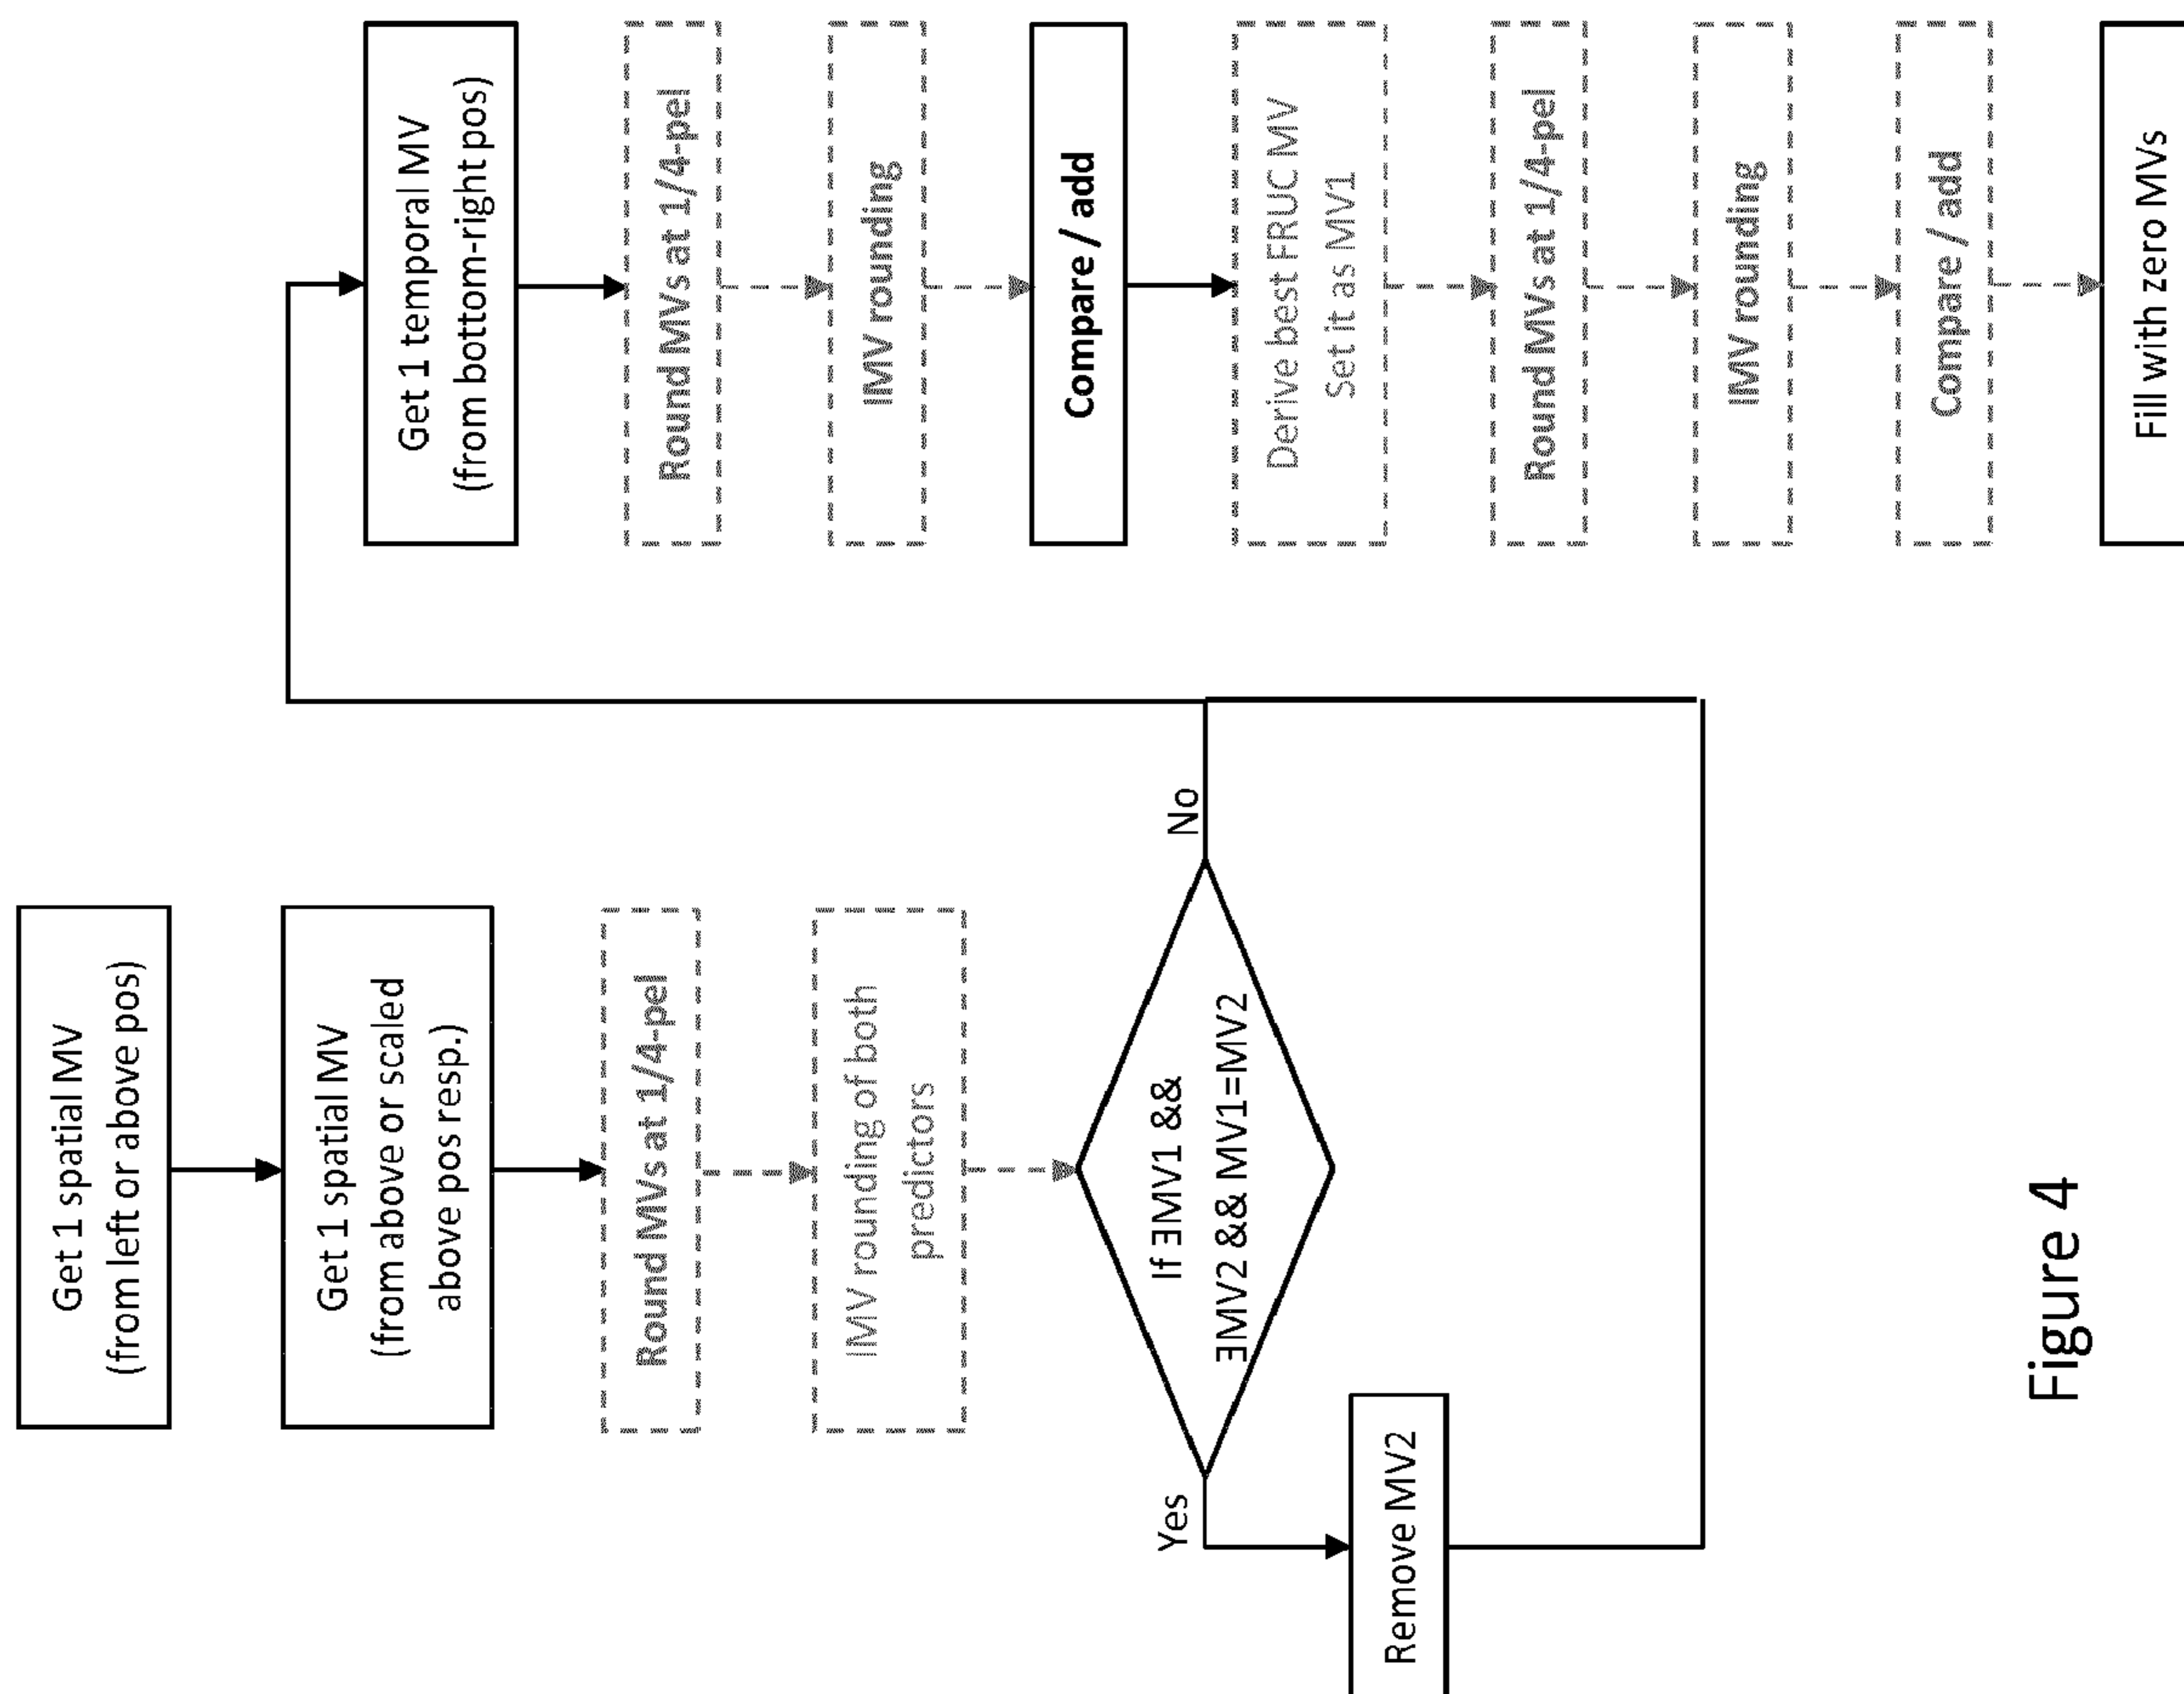 Get 1 spatial MV
(from left or above pos)
Get 1 spatial MV
(from above or scaled
above pos resp.)
Round MVs at 1/4-pel
IMV rounding of both
predictors
If ∃MV1 &&
∃MV2 && MV1=MV2
Yes
No
Remove MV2
Get 1 temporal MV
(from bottom-right pos)
Round MVs at 1/4-pel
IMV rounding
Compare / add
Derive best FRUC MV
Set it as MV1
Round MVs at 1/4-pel
IMV rounding
Compare / add
Fill with zero MVs
Figure 4